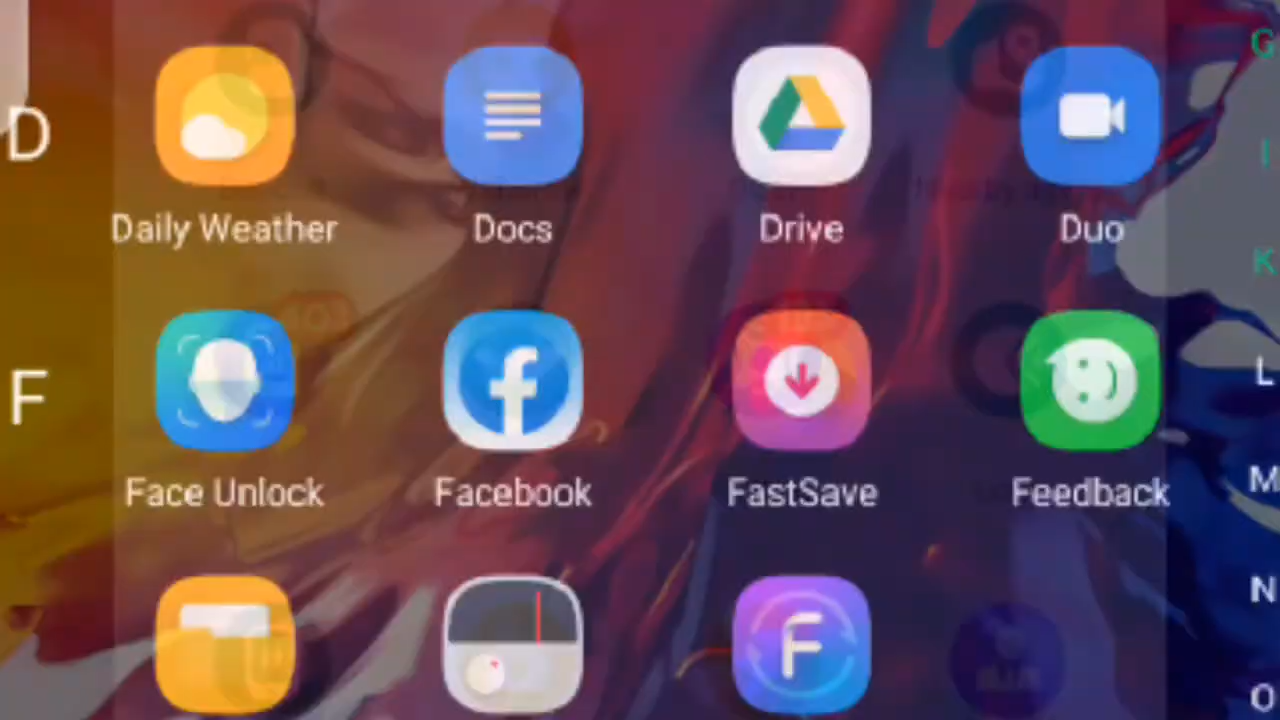 D
Daily Weather
Docs
Drive
Duo
F
Face Unlock
Facebook
FastSave
Feedback
G
I
K
L
M
N
O